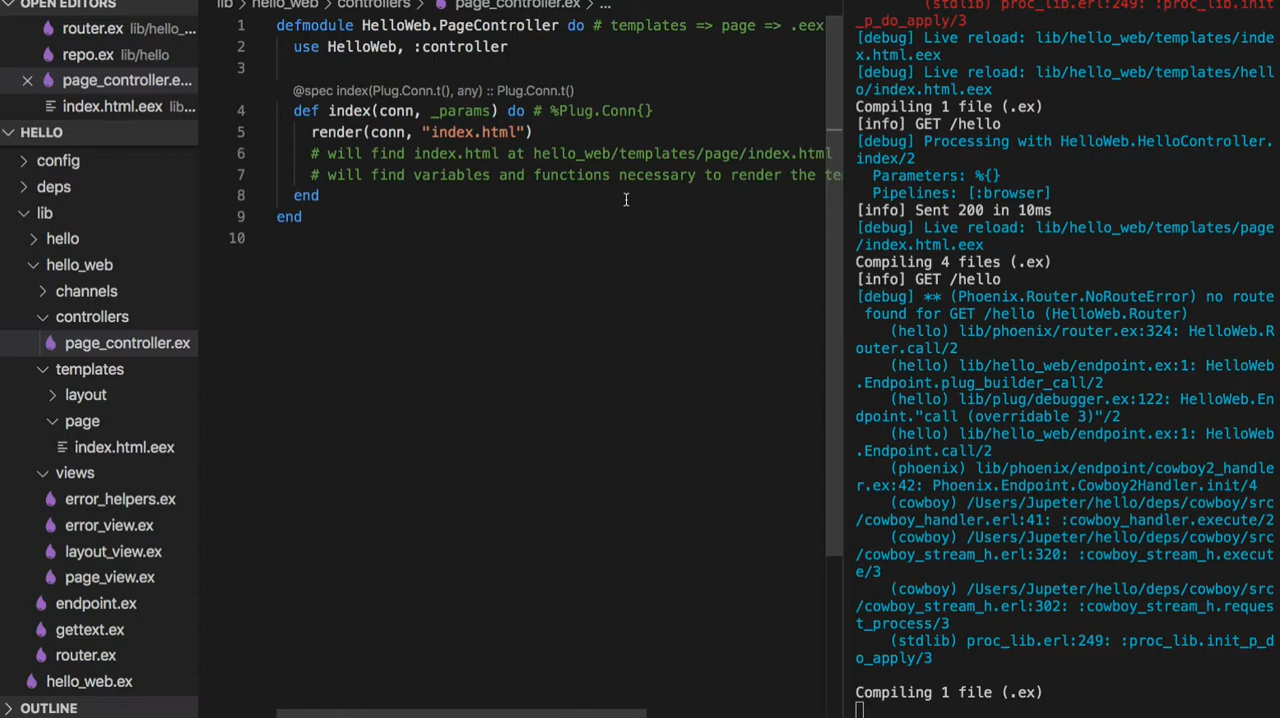 OPEN EDITORS
router.ex lib/hello_...
repo.ex lib/hello
page_controller.e...
index.html.eex lib...
HELLO
config
deps
lib
hello
hello_web
channels
controllers
page_controller.ex
templates
layout
page
index.html.eex
views
error_helpers.ex
error_view.ex
layout_view.ex
page_view.ex
endpoint.ex
gettext.ex
router.ex
hello_web.ex
OUTLINE
lib hello_web controllers page_controller.ex ...
1 defmodule HelloWeb.PageController do # templates => page => .eex
2 use HelloWeb, :controller
3
@spec index(Plug.Conn.t(), any) :: Plug.Conn.t()
4 def index(conn, _params) do # %Plug.Conn{}
5 render(conn, "index.html")
6 # will find index.html at hello_web/templates/page/index.html
7 # will find variables and functions necessary to render the te
8 end
9 end
10
(stdlib) proc_lib.erl:249: :proc_lib.init
_p_do_apply/3
[debug] Live reload: lib/hello_web/templates/inde
x.html.eex
[debug] Live reload: lib/hello_web/templates/hell
o/index.html.eex
Compiling 1 file (.ex)
[info] GET /hello
[debug] Processing with HelloWeb.HelloController.
index/2
Parameters: %{}
Pipelines: [:browser]
[info] Sent 200 in 10ms
[debug] Live reload: lib/hello_web/templates/page
/index.html.eex
Compiling 4 files (.ex)
[info] GET /hello
[debug] ** (Phoenix.Router.NoRouteError) no route
found for GET /hello (HelloWeb.Router)
(hello) lib/phoenix/router.ex:324: HelloWeb.R
outer.call/2
(hello) lib/hello_web/endpoint.ex:1: HelloWeb
.Endpoint.plug_builder_call/2
(hello) lib/plug/debugger.ex:122: HelloWeb.En
dpoint."call (overridable 3)"/2
(hello) lib/hello_web/endpoint.ex:1: HelloWeb
.Endpoint.call/2
(phoenix) lib/phoenix/endpoint/cowboy2_handle
r.ex:42: Phoenix.Endpoint.Cowboy2Handler.init/4
(cowboy) /Users/Jupeter/hello/deps/cowboy/src
/cowboy_handler.erl:41: :cowboy_handler.execute/2
(cowboy) /Users/Jupeter/hello/deps/cowboy/src
/cowboy_stream_h.erl:320: :cowboy_stream_h.execut
e/3
(cowboy) /Users/Jupeter/hello/deps/cowboy/src
/cowboy_stream_h.erl:302: :cowboy_stream_h.reques
t_process/3
(stdlib) proc_lib.erl:249: :proc_lib.init_p_d
o_apply/3
Compiling 1 file (.ex)